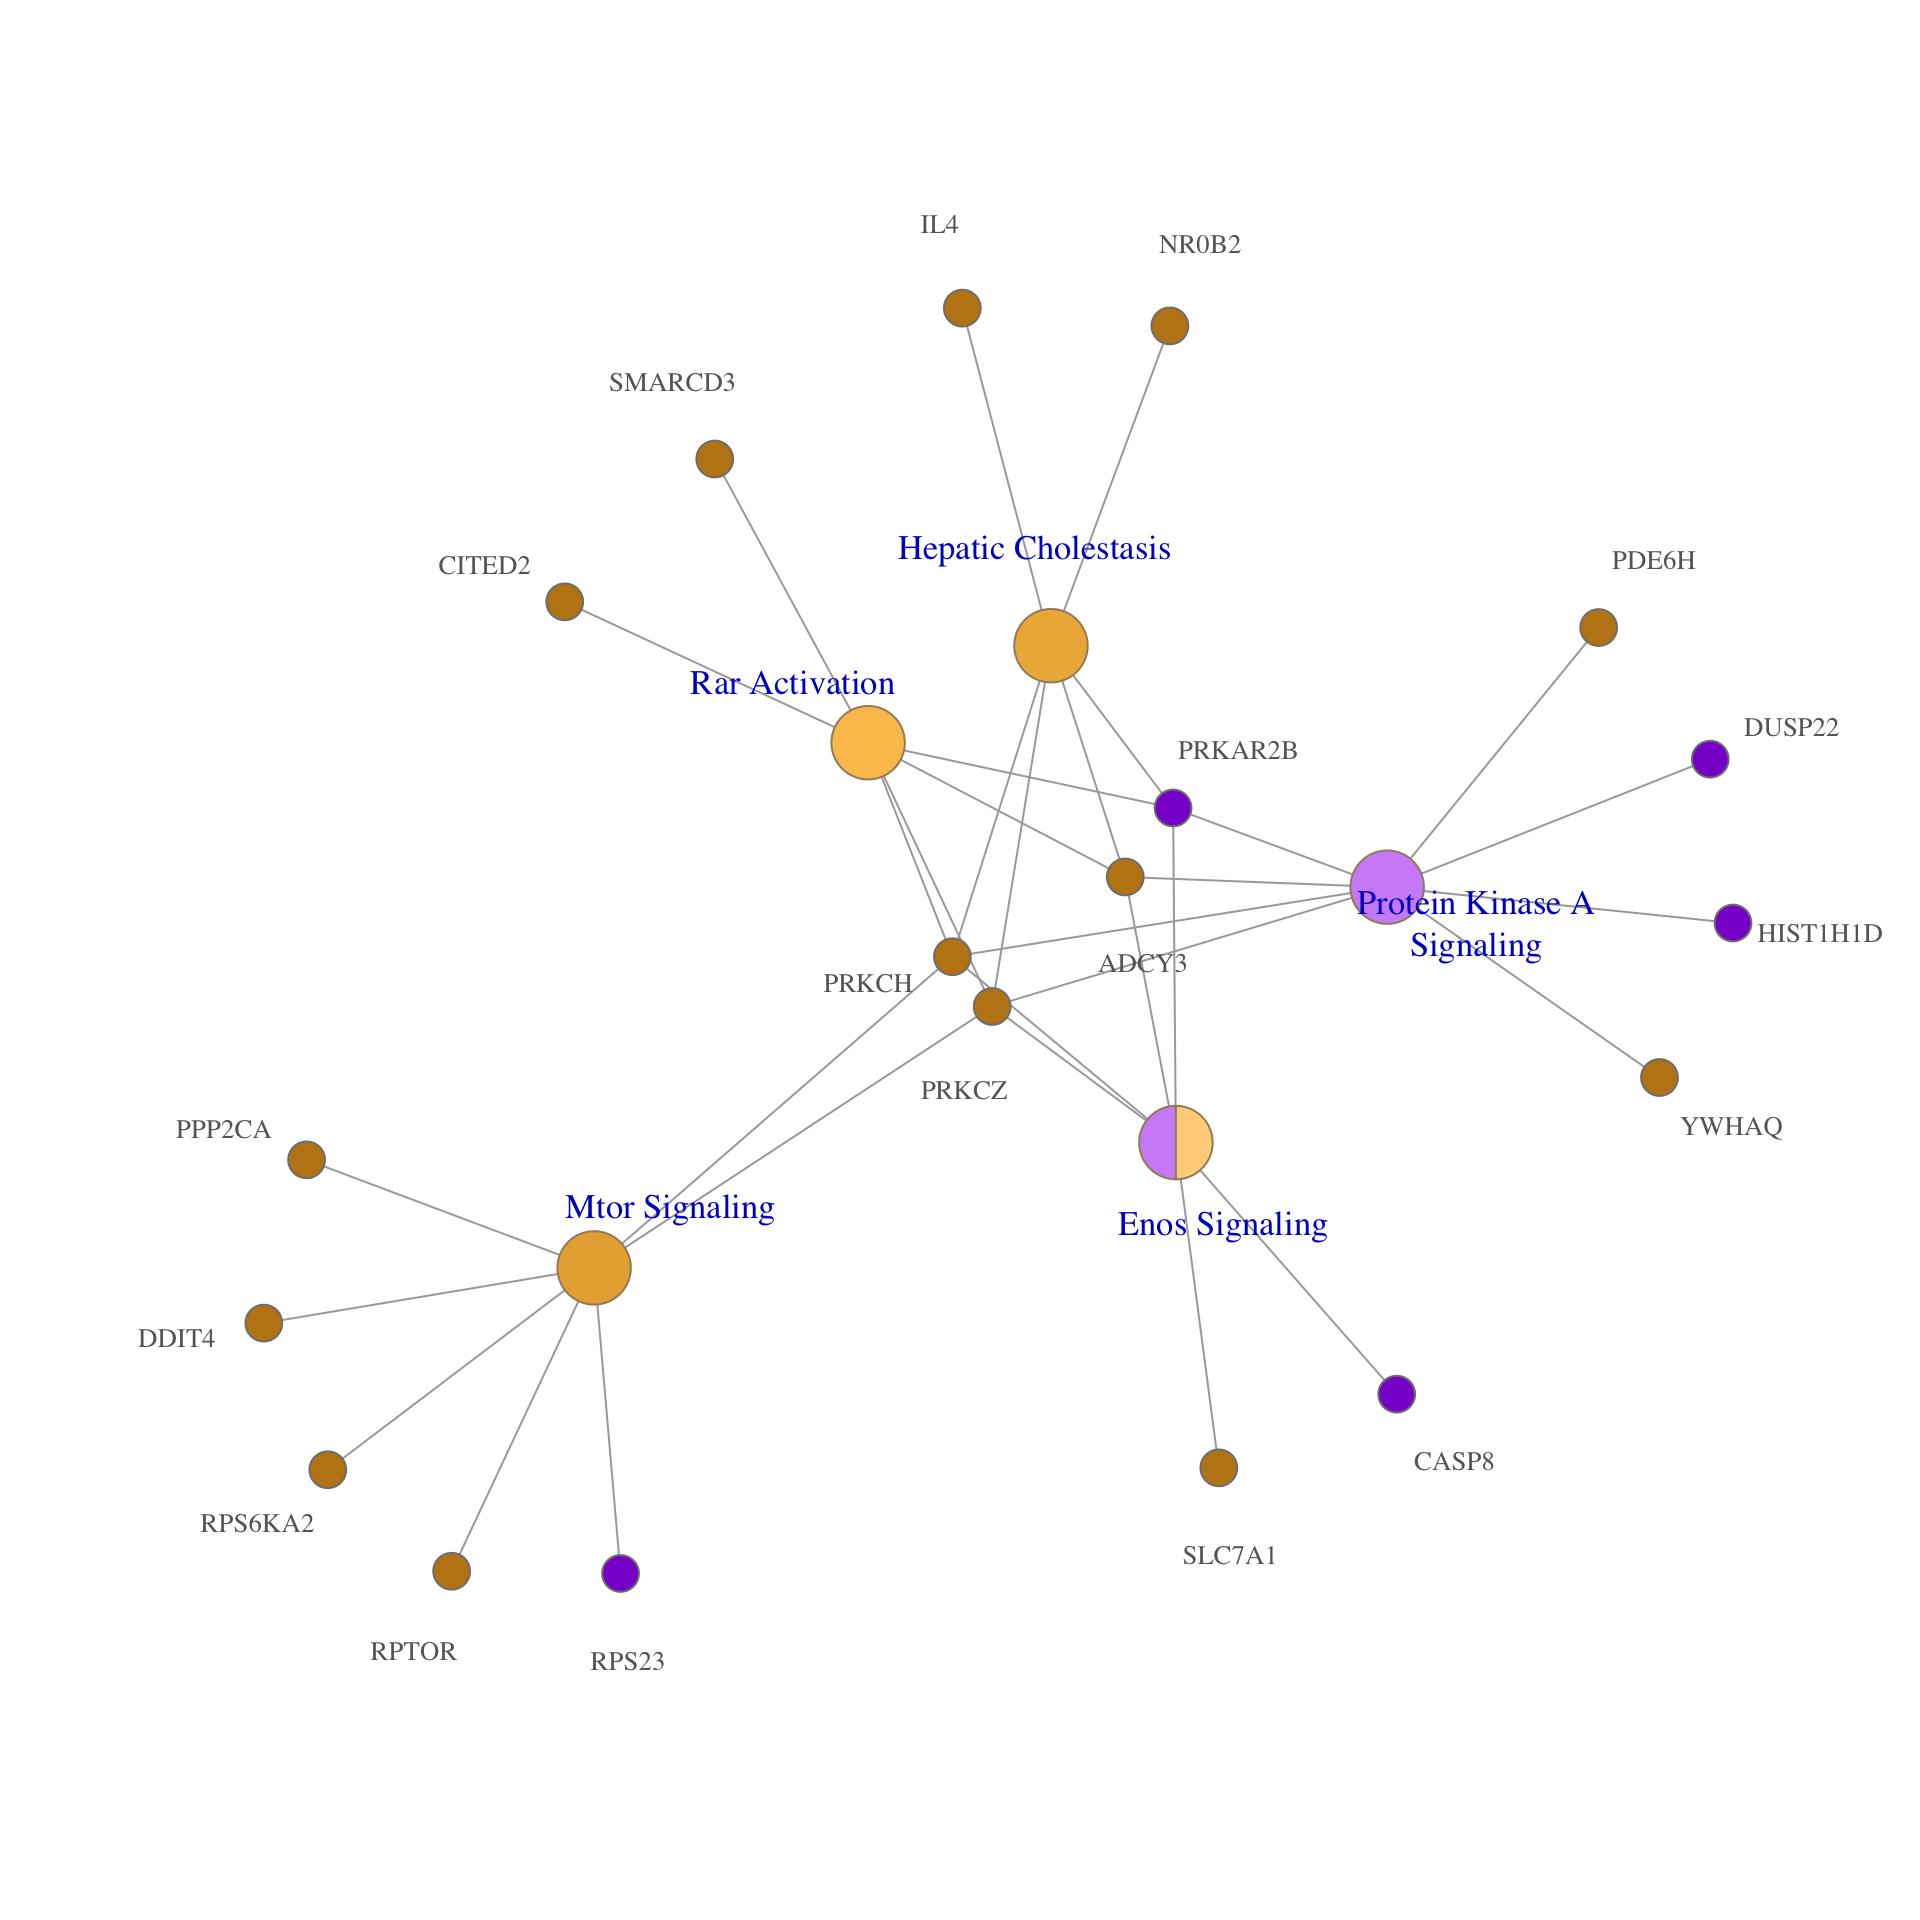 IL4
NR0B2
SMARCD3
Hepatic Cholestasis
PDE6H
CITED2
Rar Activation
DUSP22
PRKAR2B
Protein Kinase A
Signaling
HIST1H1D
ADCY3
PRKCH
PRKCZ
YWHAQ
PPP2CA
Mtor Signaling
Enos Signaling
DDIT4
CASP8
RPS6KA2
SLC7A1
RPTOR
RPS23